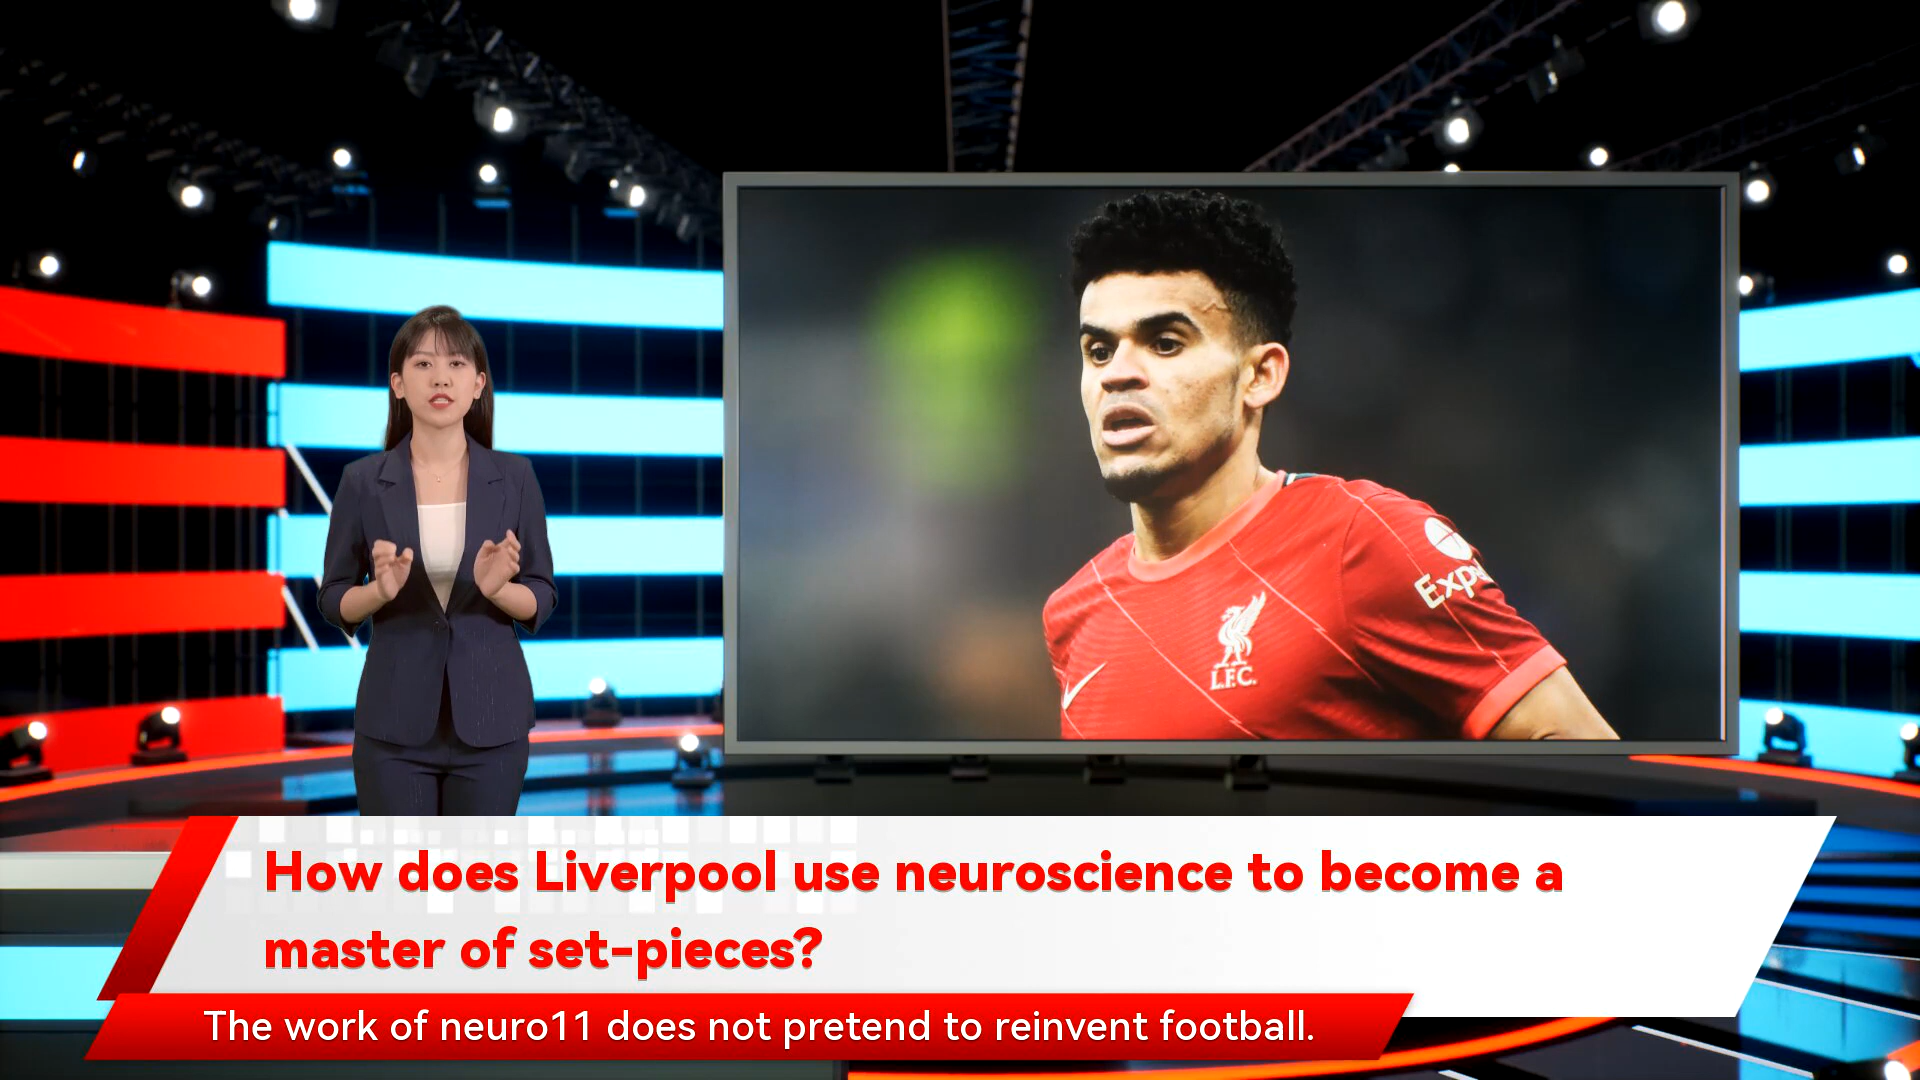 Expe
L.F.C.
How does Liverpool use neuroscience to become a
master of set-pieces?
The work of neuro11 does not pretend to reinvent football.